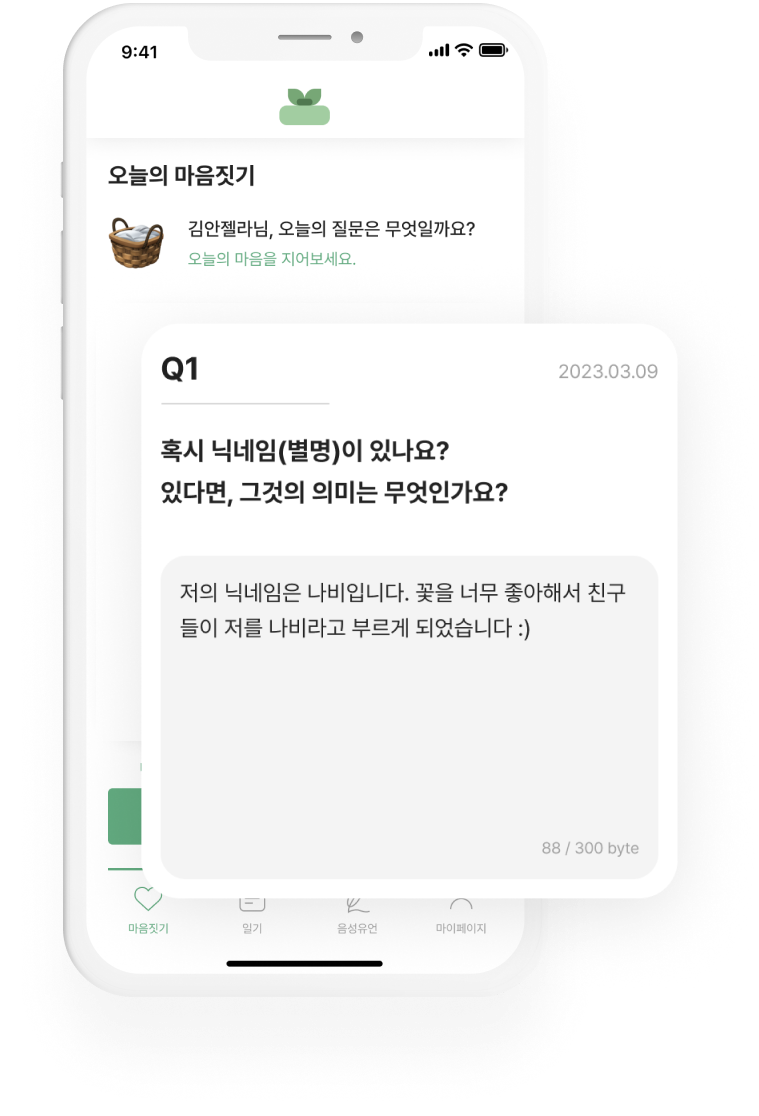 9:41
오늘의 마음짓기
김안젤라님, 오늘의 질문은 무엇일까요?
오늘의 마음을 지어보세요.
Q1
2023.03.09
혹시 닉네임(별명)이 있나요?
있다면, 그것의 의미는 무엇인가요?
저의 닉네임은 나비입니다. 꽃을 너무 좋아해서 친구
들이 저를 나비라고 부르게 되었습니다 :)
88 / 300 byte
마음짓기
일기
음성유언
마이페이지